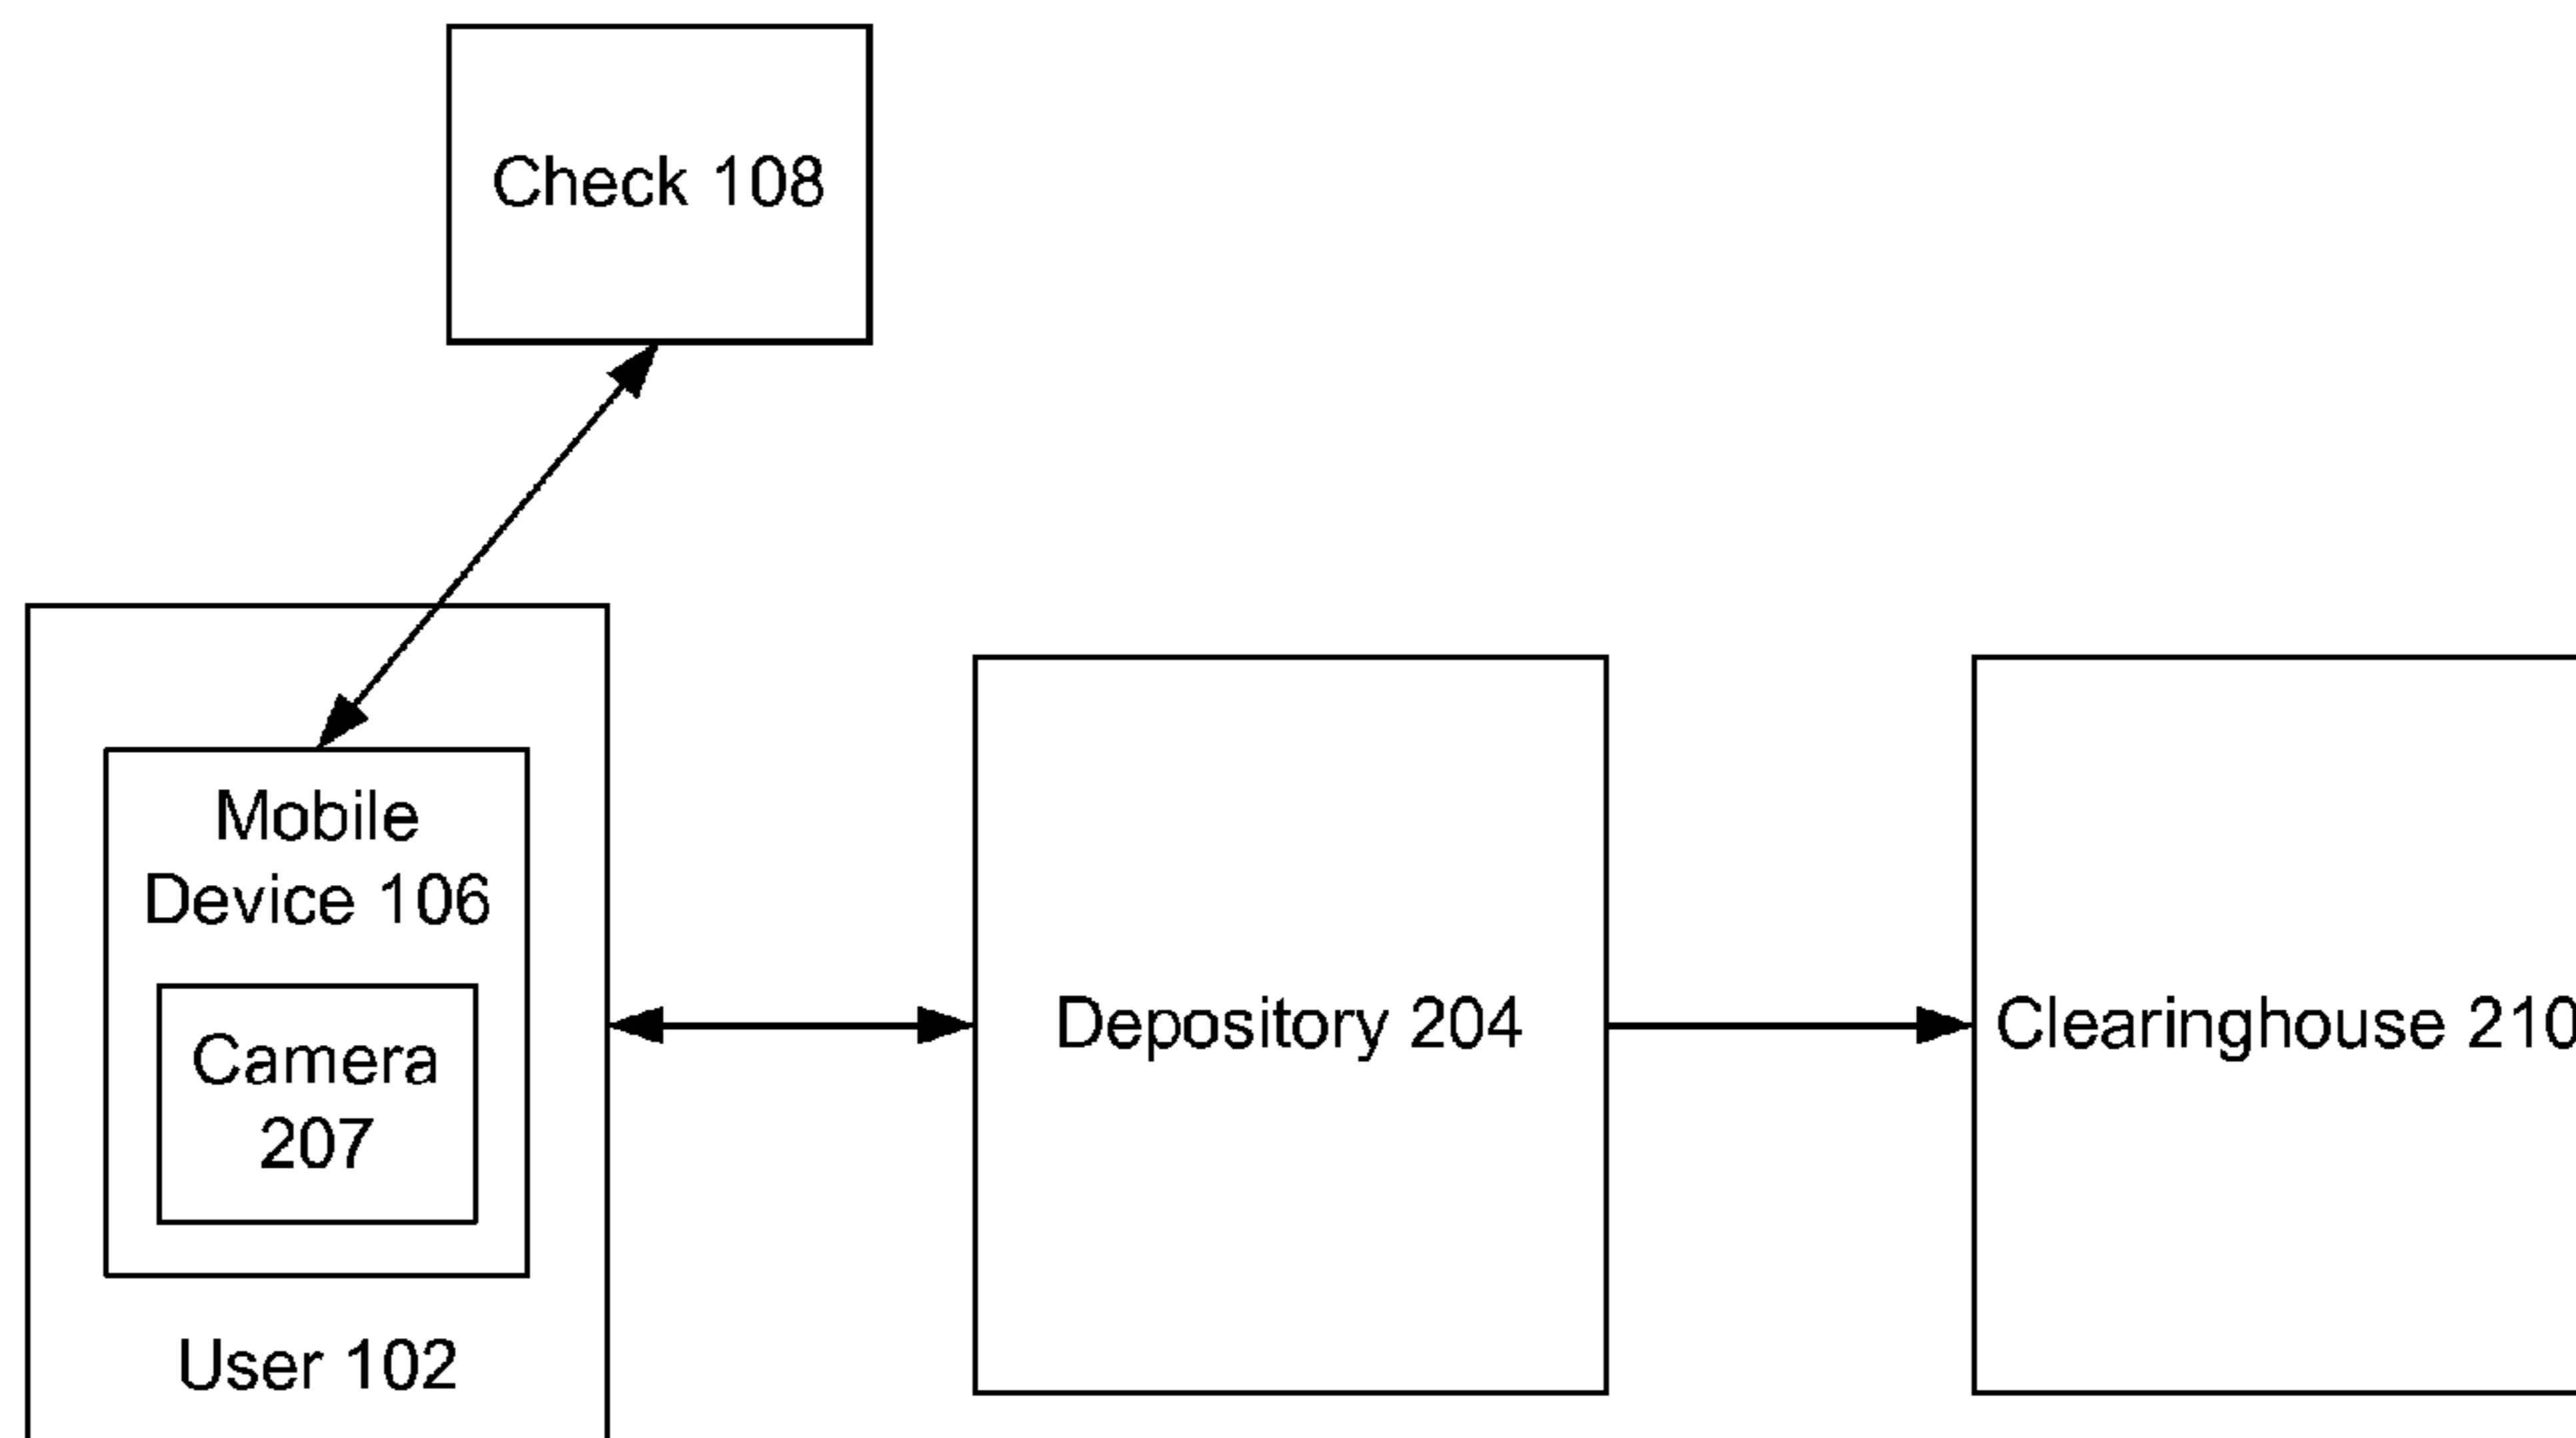 Check 108
Mobile
Device 106
Camera
207
User 102
Depository 204
Clearinghouse 210